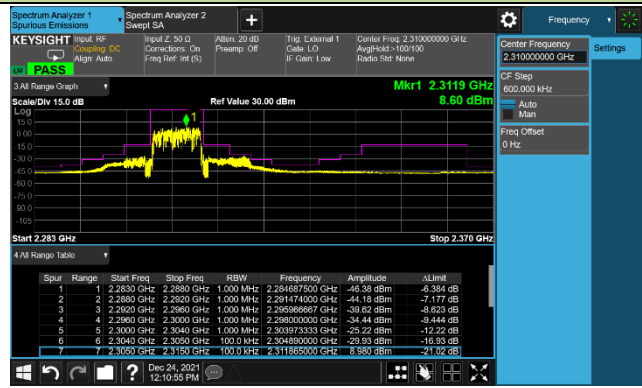 Spectrum Analyzer 1
Spurious Emissions
Spectrum Analyzer 2
Swept SA
Frequency
KEYSIGHT
Input: RF
Coupling: DC
Align: Auto
Input Z: 50 Ω
Corrections: On
Freq Ref: Int (S)
Atten: 20 dB
Preamp: Off
Trig: External 1
Gate: LO
IF Gain: Low
Center Freq: 2.310000000 GHz
Avg|Hold:>100/100
Radio Std: None
PASS
Center Frequency
2.310000000 GHz
Settings
CF Step
600.000 kHz
Auto
Man
Freq Offset
0 Hz
3 All Range Graph
Mkr1 2.3119 GHz
Scale/Div 15.0 dB
Ref Value 30.00 dBm
8.60 dBm
Log
15.0
0.00
-15.0
-30.0
-45.0
-60.0
-75.0
-90.0
-105
1
Start 2.283 GHz
Stop 2.370 GHz
4 All Range Table
Spur Range Start Freq Stop Freq RBW Frequency Amplitude ΔLimit
1 1 2.2830 GHz 2.2880 GHz 1.000 MHz 2.284687500 GHz -46.38 dBm -6.384 dB
2 2 2.2880 GHz 2.2920 GHz 1.000 MHz 2.291474000 GHz -44.18 dBm -7.177 dB
3 3 2.2920 GHz 2.2960 GHz 1.000 MHz 2.295966667 GHz -39.62 dBm -8.623 dB
4 4 2.2960 GHz 2.3000 GHz 1.000 MHz 2.298000000 GHz -34.44 dBm -9.444 dB
5 5 2.3000 GHz 2.3040 GHz 1.000 MHz 2.303973333 GHz -25.22 dBm -12.22 dB
6 6 2.3040 GHz 2.3050 GHz 100.0 kHz 2.304890000 GHz -29.93 dBm -16.93 dB
7 7 2.3050 GHz 2.3150 GHz 100.0 kHz 2.311865000 GHz 8.980 dBm -21.02 dB
Dec 24, 2021
12:10:55 PM